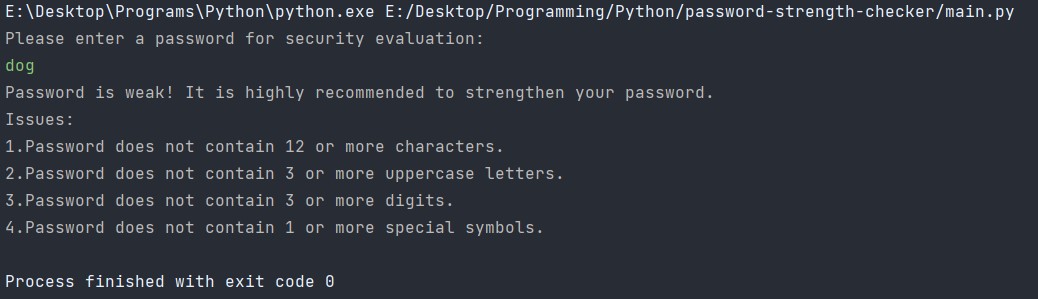 E:\Desktop\Programs\Python\python.exe E:/Desktop/Programming/Python/password-strength-checker/main.py
Please enter a password for security evaluation:
dog
Password is weak! It is highly recommended to strengthen your password.
Issues:
1.Password does not contain 12 or more characters.
2.Password does not contain 3 or more uppercase letters.
3.Password does not contain 3 or more digits.
4.Password does not contain 1 or more special symbols.
Process finished with exit code 0